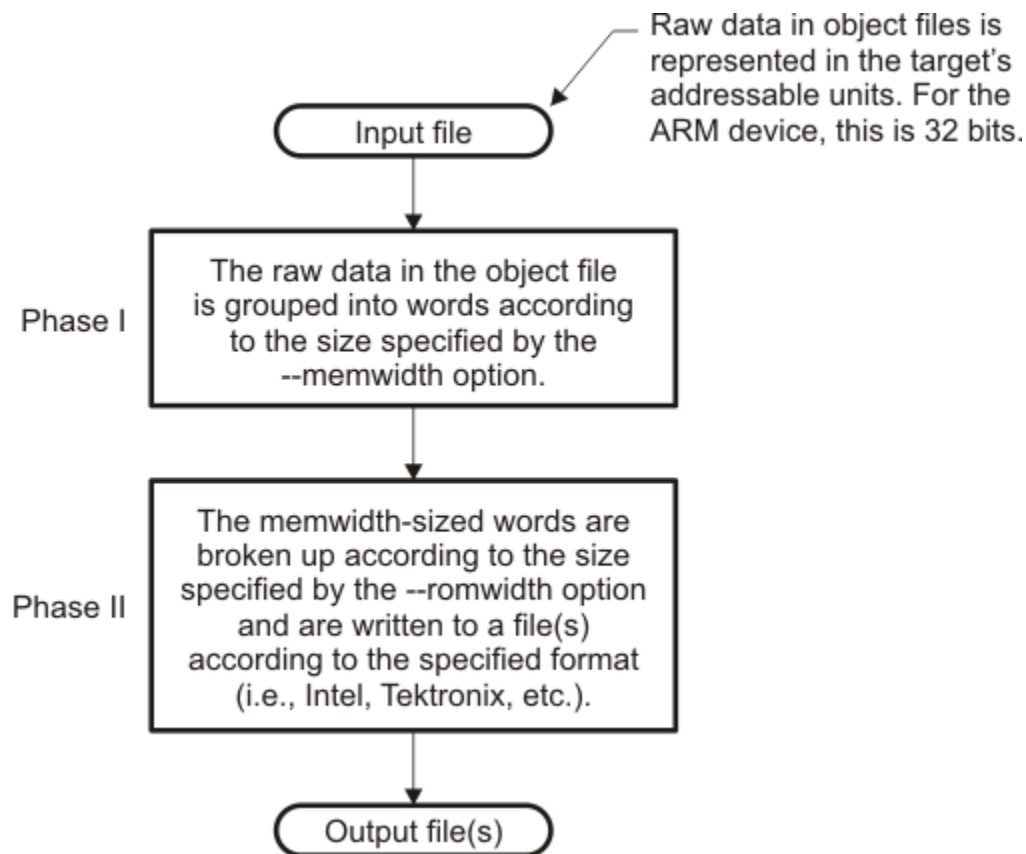 Raw data in object files is
represented in the target’s
addressable units. For the
ARM device, this is 32 bits.
Input file
Phase I
The raw data in the object file
is grouped into words according
to the size specified by the
--memwidth option.
Phase II
The memwidth-sized words are
broken up according to the size
specified by the --romwidth option
and are written to a file(s)
according to the specified format
(i.e., Intel, Tektronix, etc.).
Output file(s)